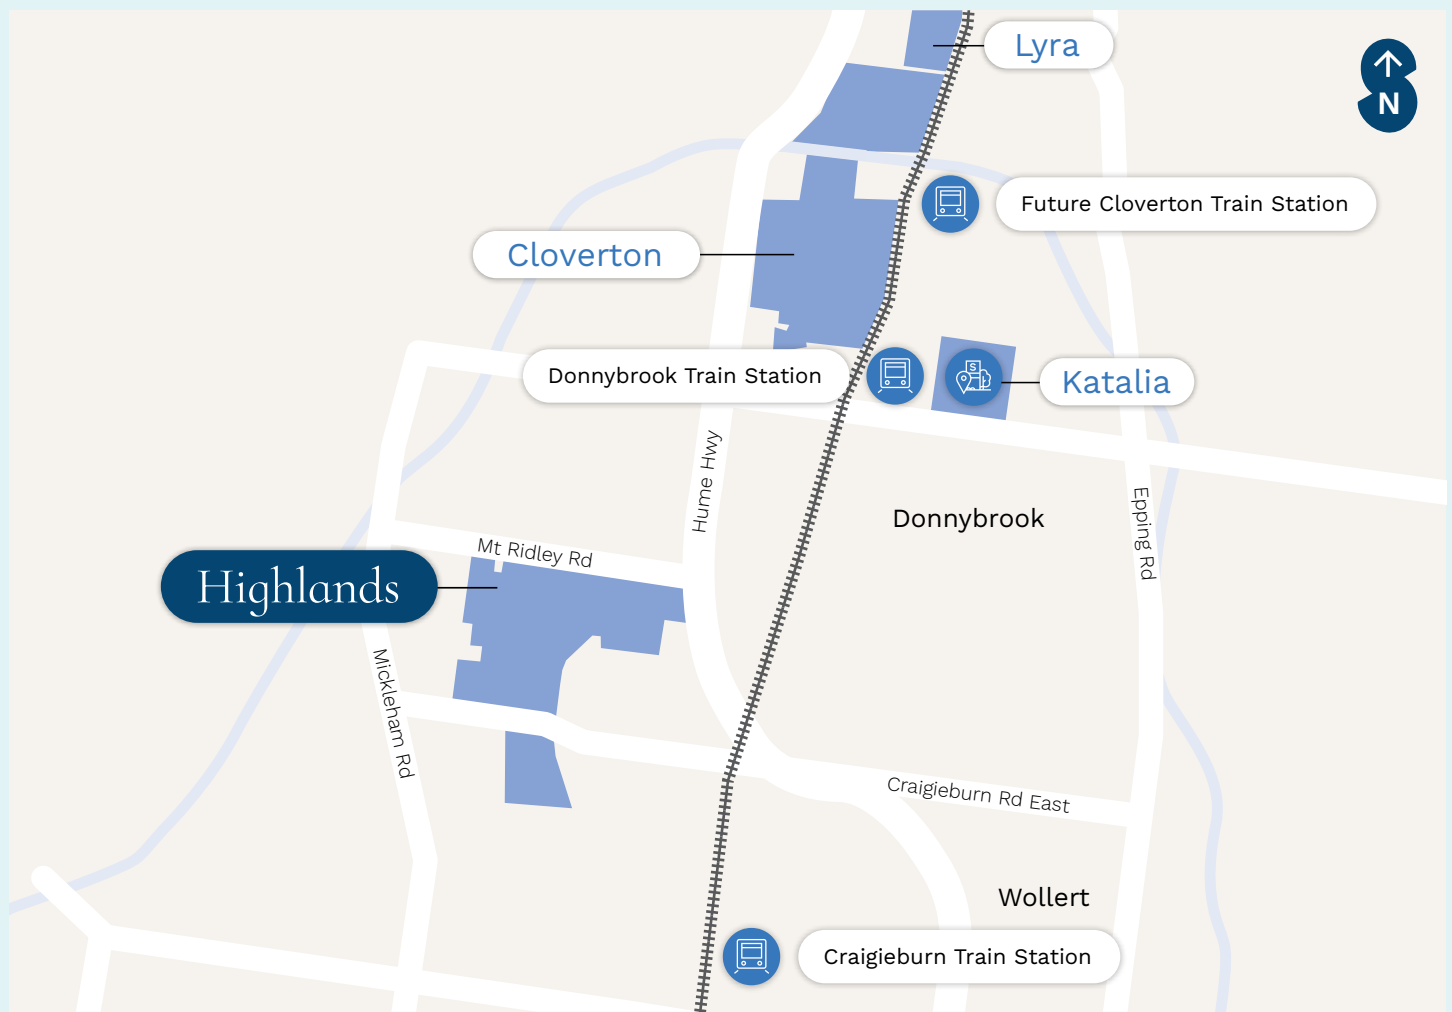 Lyra
N
Future Cloverton Train Station
Cloverton
Donnybrook Train Station
S
Katalia
Hume Hwy
Epping Rd
Donnybrook
Mt Ridley Rd
Highlands
Mickleham Rd
Craigieburn Rd East
Wollert
Craigieburn Train Station